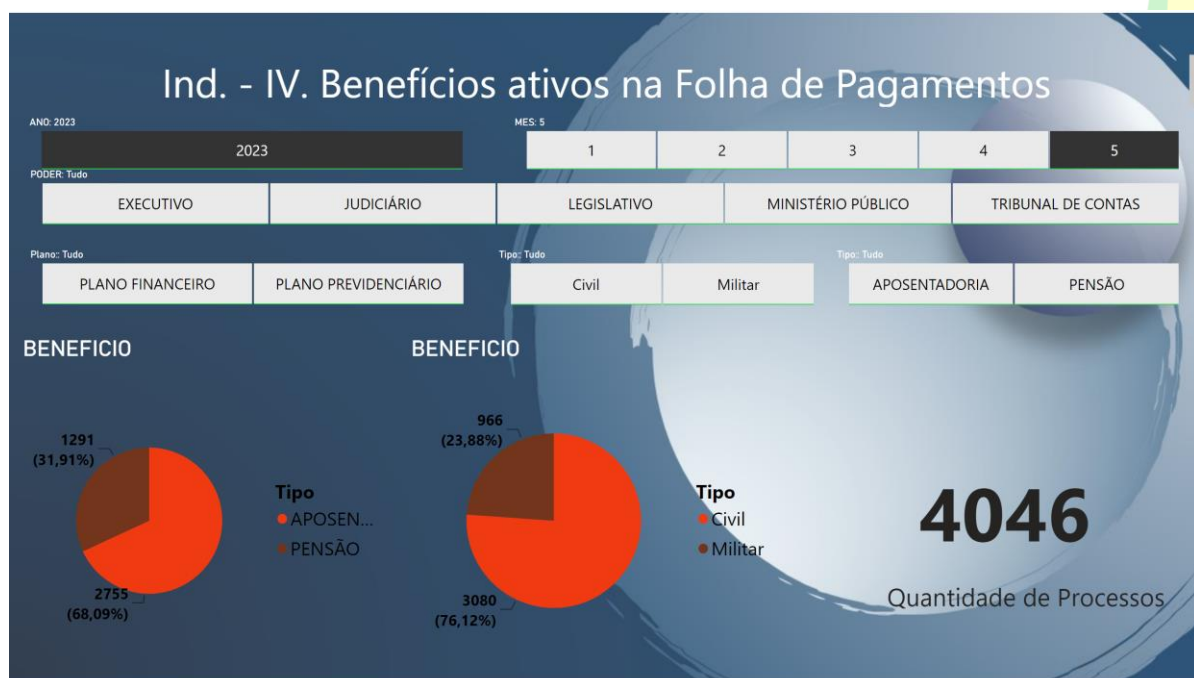 Ind. - IV. Benefícios ativos na Folha de Pagamentos
ANO: 2023
MES: 5
2023
1
2
3
4
5
PODER: Tudo
EXECUTIVO
JUDICIÁRIO
LEGISLATIVO
MINISTÉRIO PÚBLICO
TRIBUNAL DE CONTAS
Plano:: Tudo
Tipo:: Tudo
Tipo:: Tudo
PLANO FINANCEIRO
PLANO PREVIDENCIÁRIO
Civil
Militar
APOSENTADORIA
PENSÃO
BENEFICIO
1291
(31,91%)
2755
(68,09%)
Tipo
APOSEN...
PENSÃO
BENEFICIO
966
(23,88%)
3080
(76,12%)
Tipo
Civil
Militar
4046
Quantidade de Processos